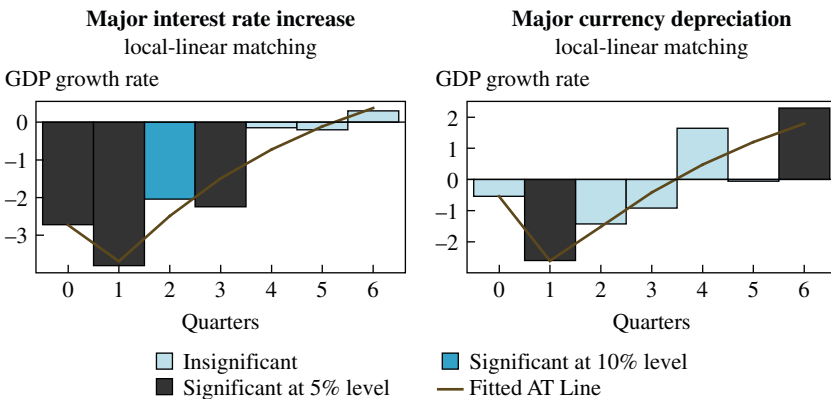 Major interest rate increase
local-linear matching
GDP growth rate
0
−1
−2
−3
0 1 2 3 4 5 6
Quarters
Major currency depreciation
local-linear matching
GDP growth rate
2
1
0
−1
−2
0 1 2 3 4 5 6
Quarters
Insignificant
Significant at 10% level
Significant at 5% level
Fitted AT Line